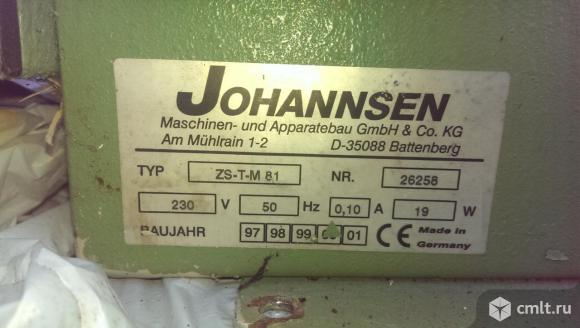 JOHANNSEN
Maschinen- und Apparatebau GmbH & Co. KG
Am Mühlrain 1-2 D-35088 Battenberg
TYP ZS-T-M 81 NR. 26258
230 V 50 Hz 0,10 A 19 W
BAUJAHR 97 98 99 01 CE Made in
Germany
cmlt.ru